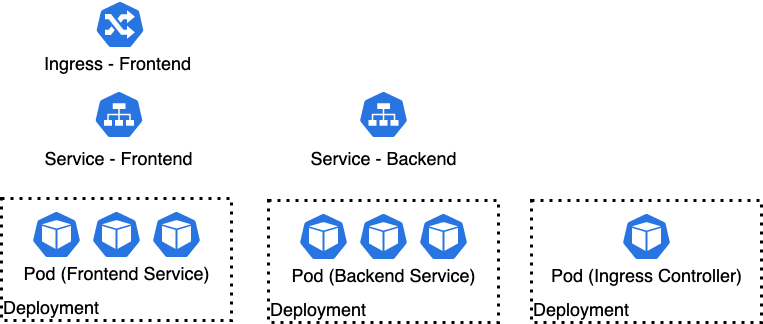 Ingress - Frontend
Service - Frontend
Service - Backend
Pod (Frontend Service)
Deployment
Pod (Backend Service)
Deployment
Pod (Ingress Controller)
Deployment